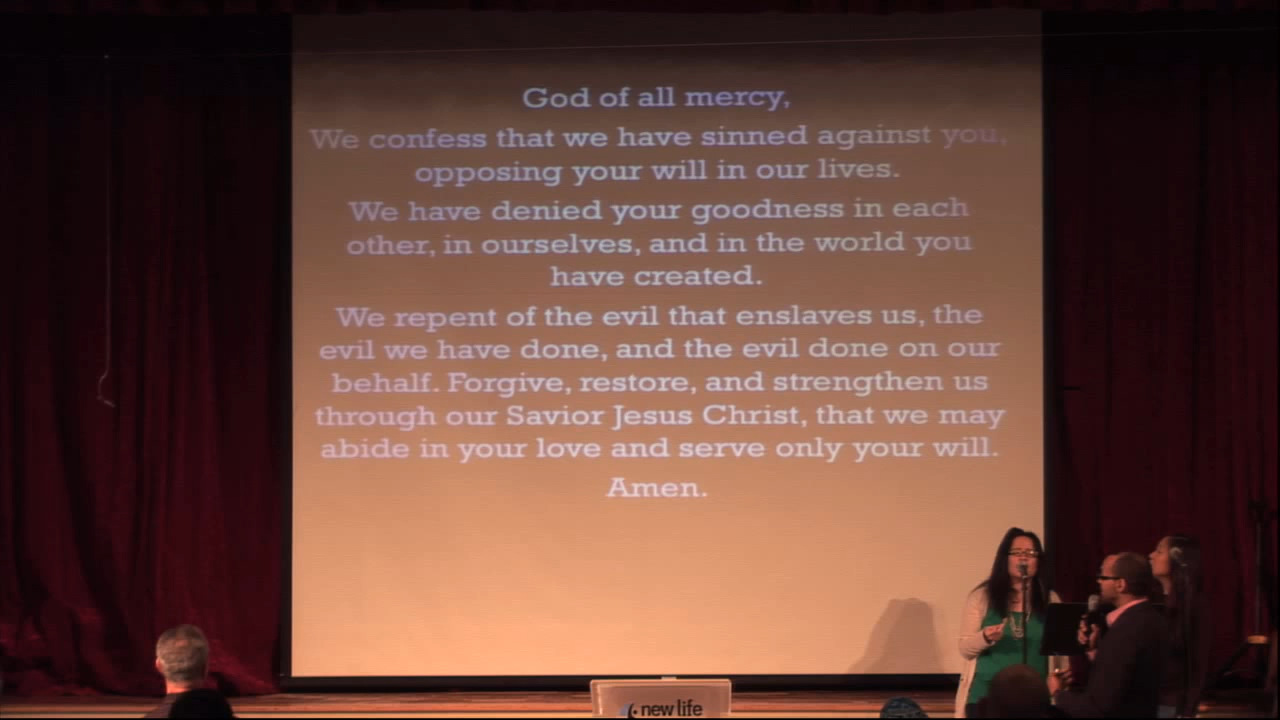 God of all mercy,
We confess that we have sinned against you,
opposing your will in our lives.
We have denied your goodness in each
other, in ourselves, and in the world you
have created.
We repent of the evil that enslaves us, the
evil we have done, and the evil done on our
behalf. Forgive, restore, and strengthen us
through our Savior Jesus Christ, that we may
abide in your love and serve only your will.
Amen.
new life